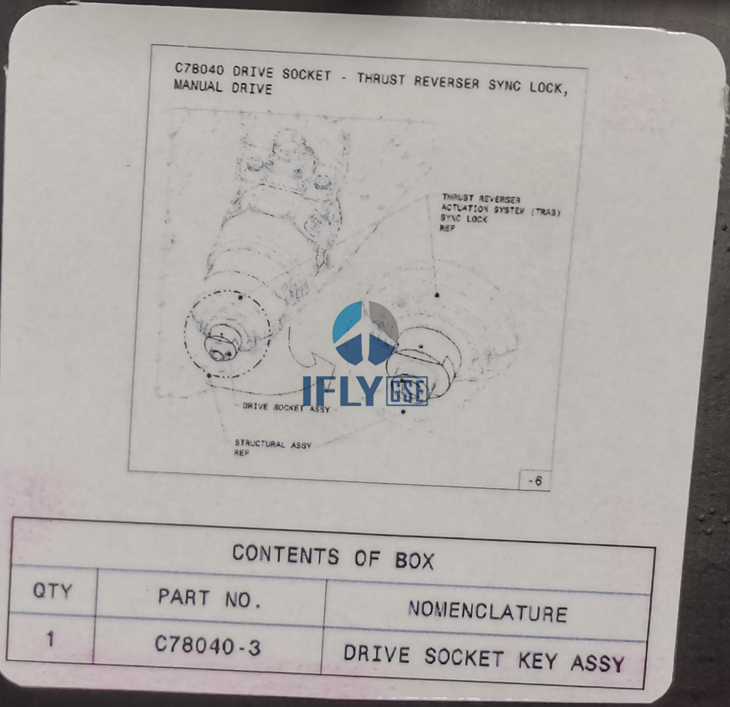 C78040 DRIVE SOCKET - THRUST REVERSER SYNC LOCK,
MANUAL DRIVE
THRUST REVERSER
ACTUATION SYSTEM (TRAS)
SYNC LOCK
REF
IFLY GSE
DRIVE SOCKET ASSY
STRUCTURAL ASSY
REF
-6
CONTENTS OF BOX
QTY PART NO. NOMENCLATURE
1 C78040-3 DRIVE SOCKET KEY ASSY